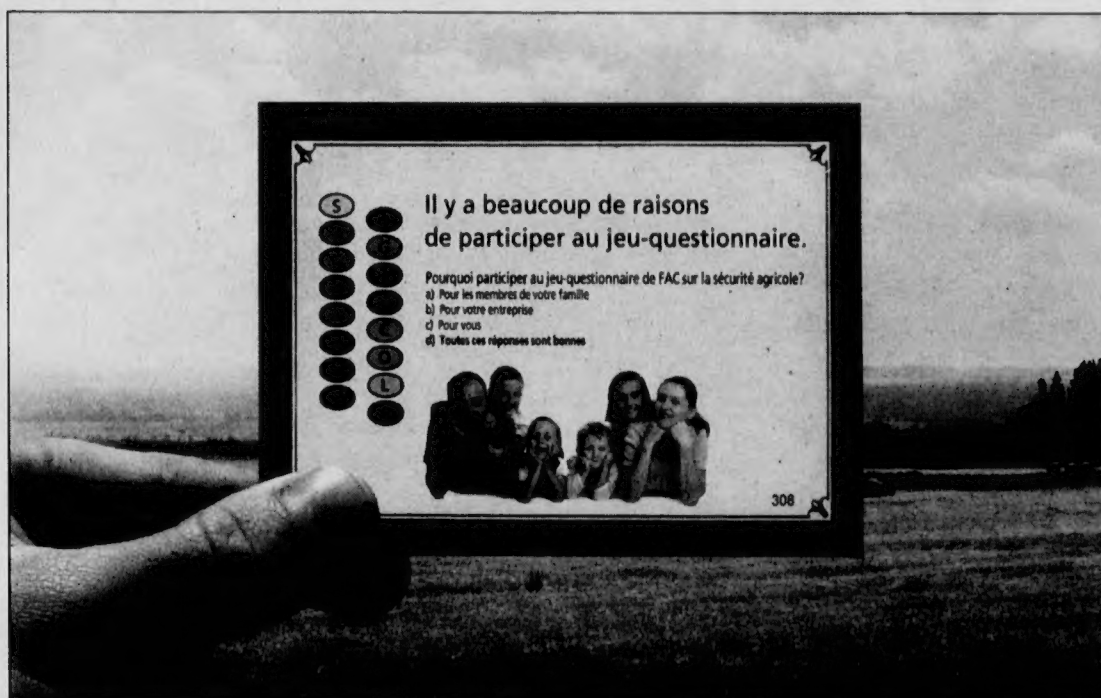 S
L
Il y a beaucoup de raisons
de participer au jeu-questionnaire.
Pourquoi participer au jeu-questionnaire de FAC sur la sécurité agricole?
a) Pour les membres de votre famille
b) Pour votre entreprise
c) Pour vous
d) Toutes ces réponses sont bonnes
308